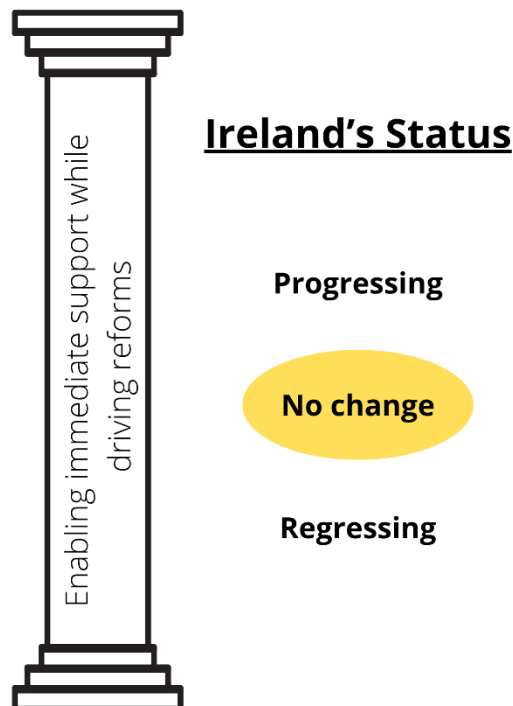 Enabling immediate support while
driving reforms
Ireland’s Status
Progressing
No change
Regressing